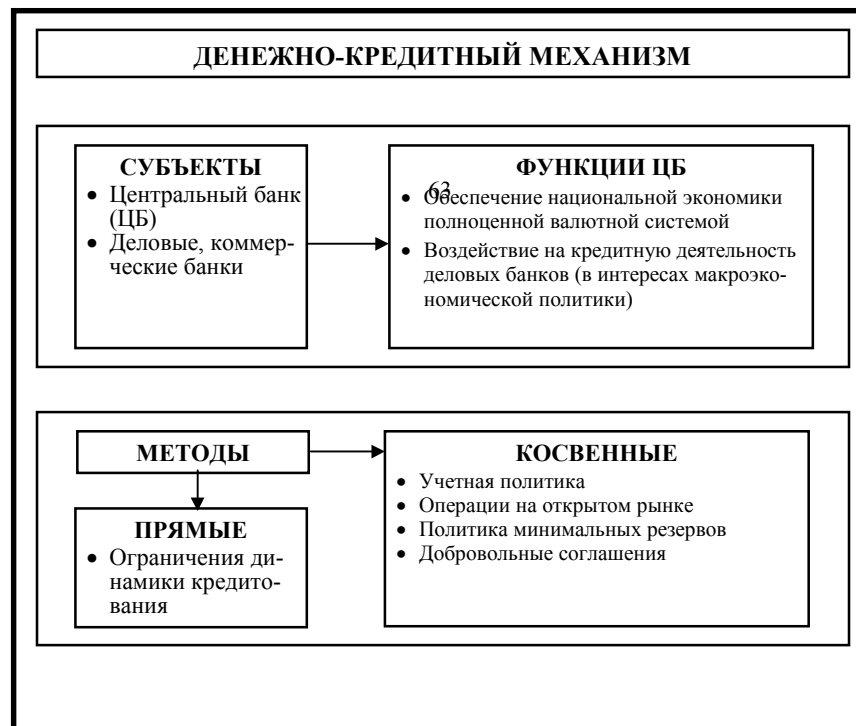 ДЕНЕЖНО-КРЕДИТНЫЙ МЕХАНИЗМ
СУБЪЕКТЫ
• Центральный банк
(ЦБ)
• Деловые, коммер-
ческие банки
ФУНКЦИИ ЦБ
63
• Обеспечение национальной экономики
полноценной валютной системой
• Воздействие на кредитную деятельность
деловых банков (в интересах макроэко-
номической политики)
МЕТОДЫ
ПРЯМЫЕ
• Ограничения ди-
намики кредито-
вания
КОСВЕННЫЕ
• Учетная политика
• Операции на открытом рынке
• Политика минимальных резервов
• Добровольные соглашения